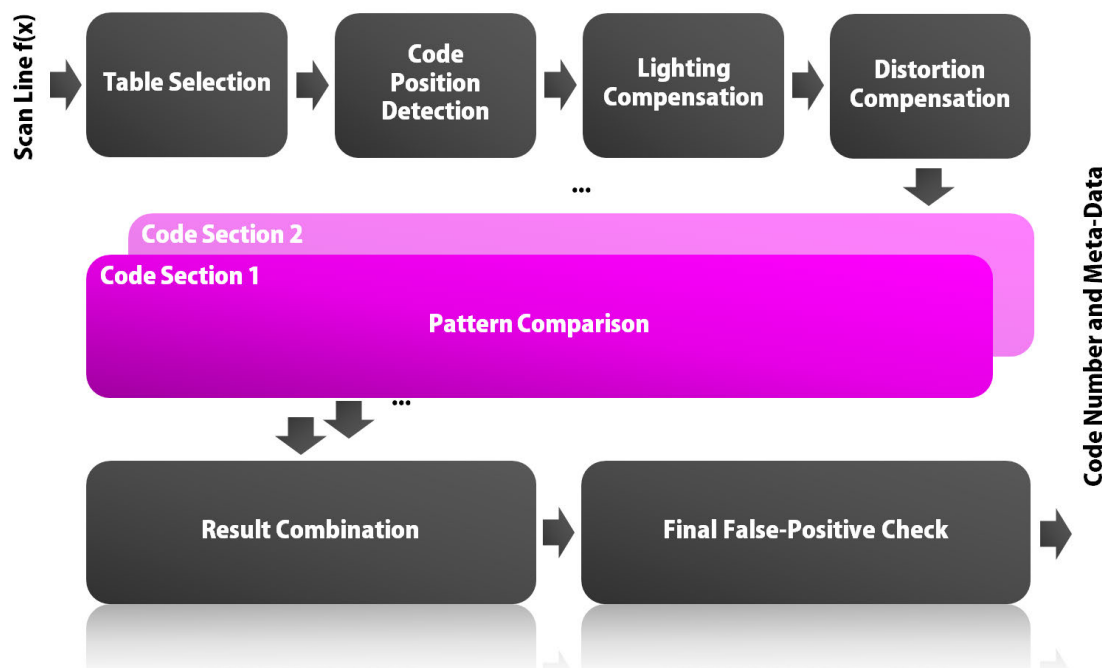 Scan Line f(x)
Table Selection
Code
Position
Detection
Lighting
Compensation
Distortion
Compensation
...
Code Section 2
Code Section 1
Pattern Comparison
...
Result Combination
Final False-Positive Check
Code Number and Meta-Data